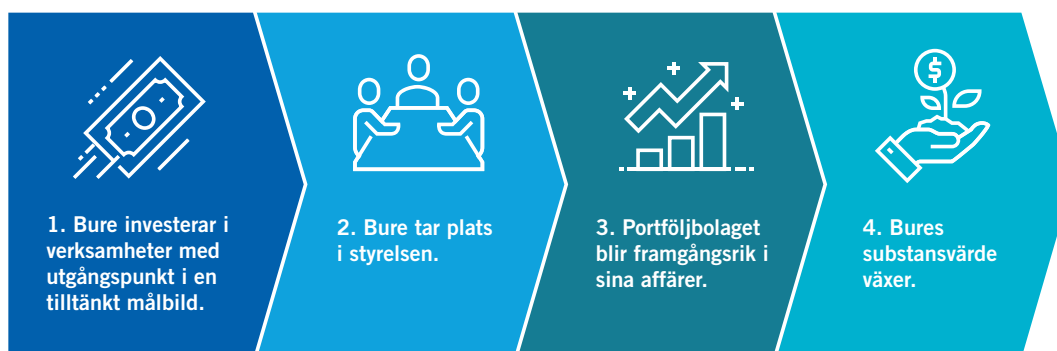 1. Bure investerar i
verksamheter med
utgångspunkt i en
tilltänkt målbild.
2. Bure tar plats
i styrelsen.
3. Portföljbolaget
blir framgångsrik i
sina affärer.
4. Bures
substansvärde
växer.